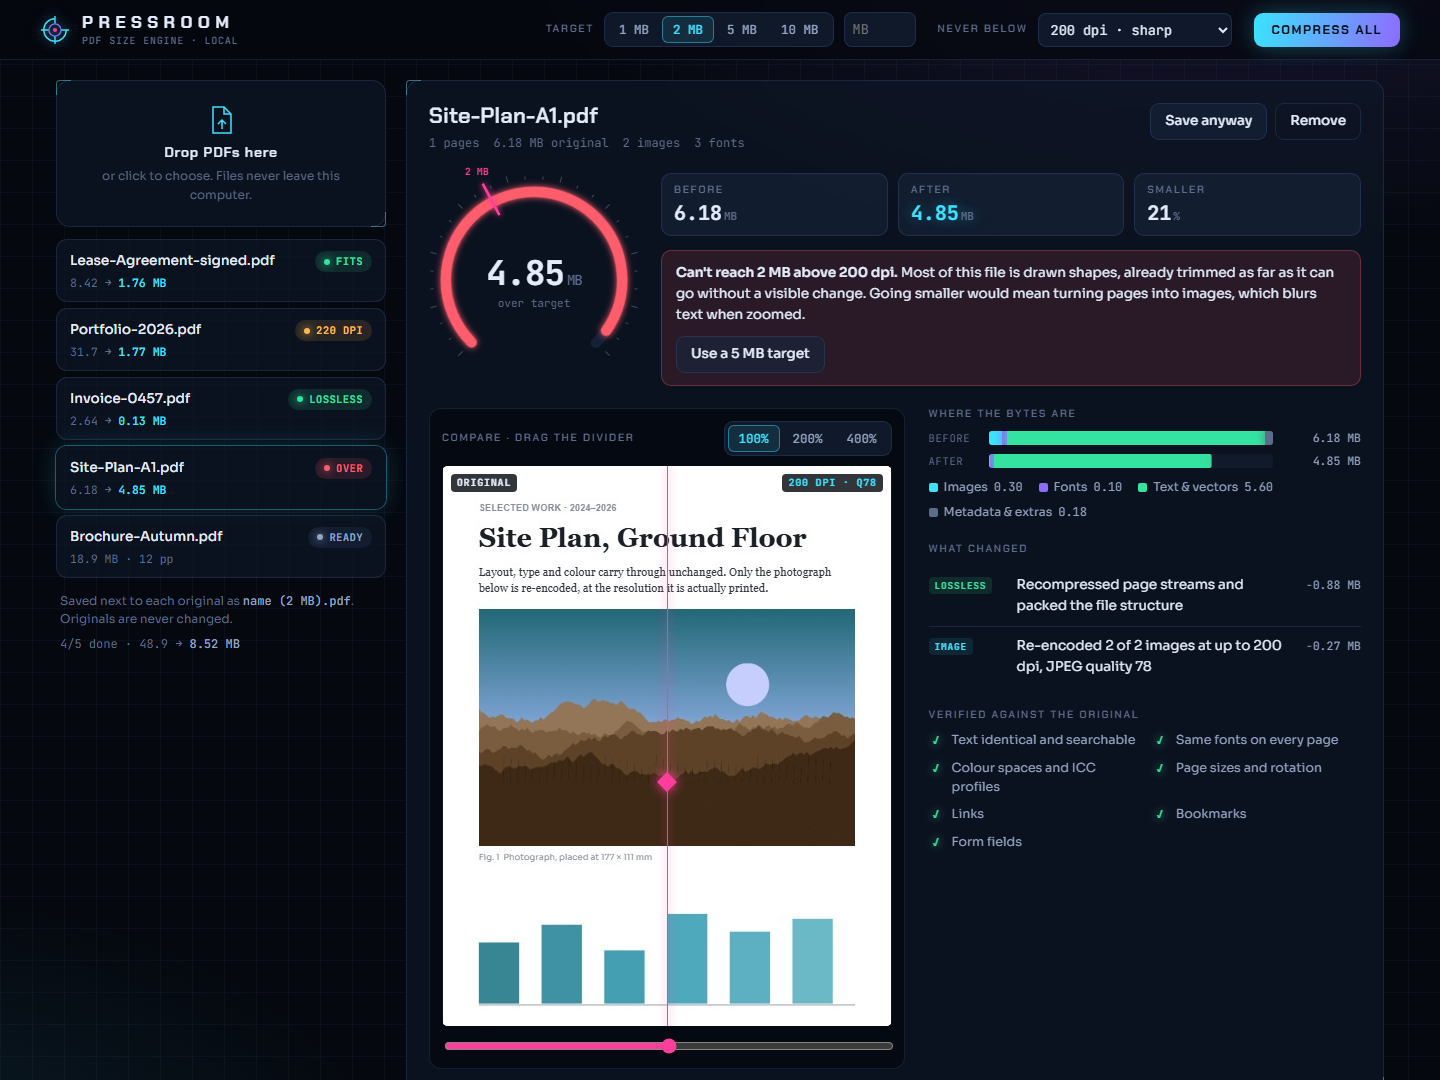 PRESSROOM
PDF SIZE ENGINE · LOCAL
TARGET
1 MB
2 MB
5 MB
10 MB
MB
NEVER BELOW
200 dpi · sharp
COMPRESS ALL
Drop PDFs here
or click to choose. Files never leave this
computer.
Lease-Agreement-signed.pdf
FITS
8.42 → 1.76 MB
Portfolio-2026.pdf
220 DPI
31.7 → 1.77 MB
Invoice-0457.pdf
LOSSLESS
2.64 → 0.13 MB
Site-Plan-A1.pdf
OVER
6.18 → 4.85 MB
Brochure-Autumn.pdf
READY
18.9 MB · 12 pp
Saved next to each original as name (2 MB).pdf.
Originals are never changed.
4/5 done · 48.9 → 8.52 MB
Site-Plan-A1.pdf
1 pages 6.18 MB original 2 images 3 fonts
Save anyway
Remove
2 MB
4.85 MB
over target
BEFORE
6.18 MB
AFTER
4.85 MB
SMALLER
21 %
Can't reach 2 MB above 200 dpi. Most of this file is drawn shapes, already trimmed as far as it can
go without a visible change. Going smaller would mean turning pages into images, which blurs
text when zoomed.
Use a 5 MB target
COMPARE · DRAG THE DIVIDER
100%
200%
400%
ORIGINAL
200 DPI · Q78
SELECTED WORK · 2024–2026
Site Plan, Ground Floor
Layout, type and colour carry through unchanged. Only the photograph
below is re-encoded, at the resolution it is actually printed.
Fig. 1 Photograph, placed at 177 × 111 mm
WHERE THE BYTES ARE
BEFORE
6.18 MB
AFTER
4.85 MB
Images 0.30
Fonts 0.10
Text & vectors 5.60
Metadata & extras 0.18
WHAT CHANGED
LOSSLESS
Recompressed page streams and
packed the file structure
-0.88 MB
IMAGE
Re-encoded 2 of 2 images at up to 200
dpi, JPEG quality 78
-0.27 MB
VERIFIED AGAINST THE ORIGINAL
✓ Text identical and searchable
✓ Same fonts on every page
✓ Colour spaces and ICC
profiles
✓ Page sizes and rotation
✓ Links
✓ Bookmarks
✓ Form fields